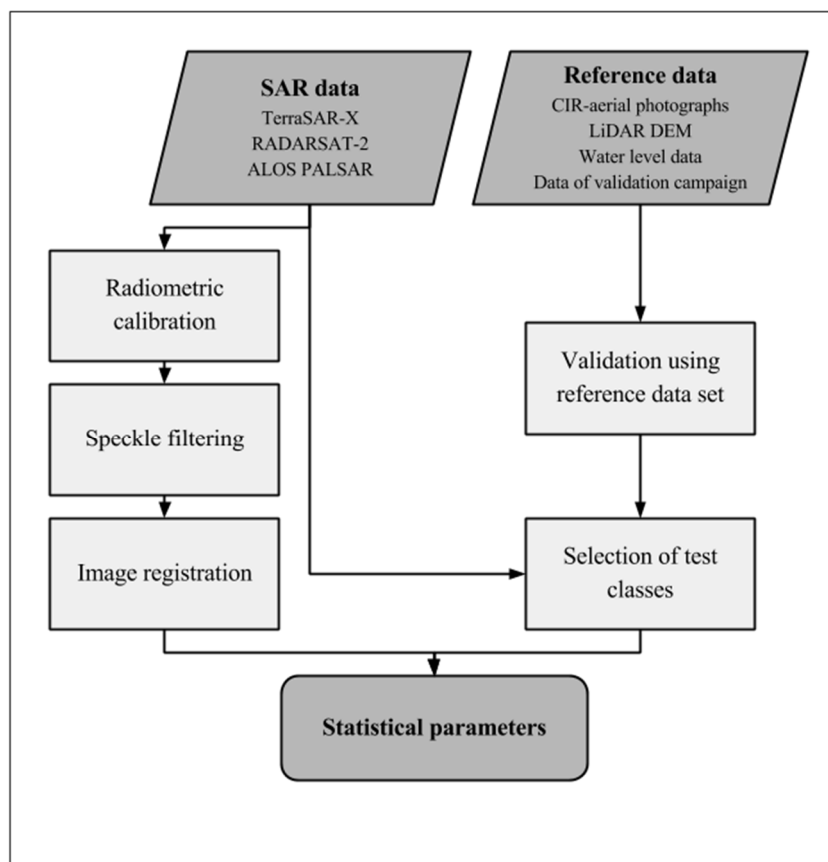 SAR data
TerraSAR-X
RADARSAT-2
ALOS PALSAR
Reference data
CIR-aerial photographs
LiDAR DEM
Water level data
Data of validation campaign
Radiometric
calibration
Speckle filtering
Image registration
Validation using
reference data set
Selection of test
classes
Statistical parameters